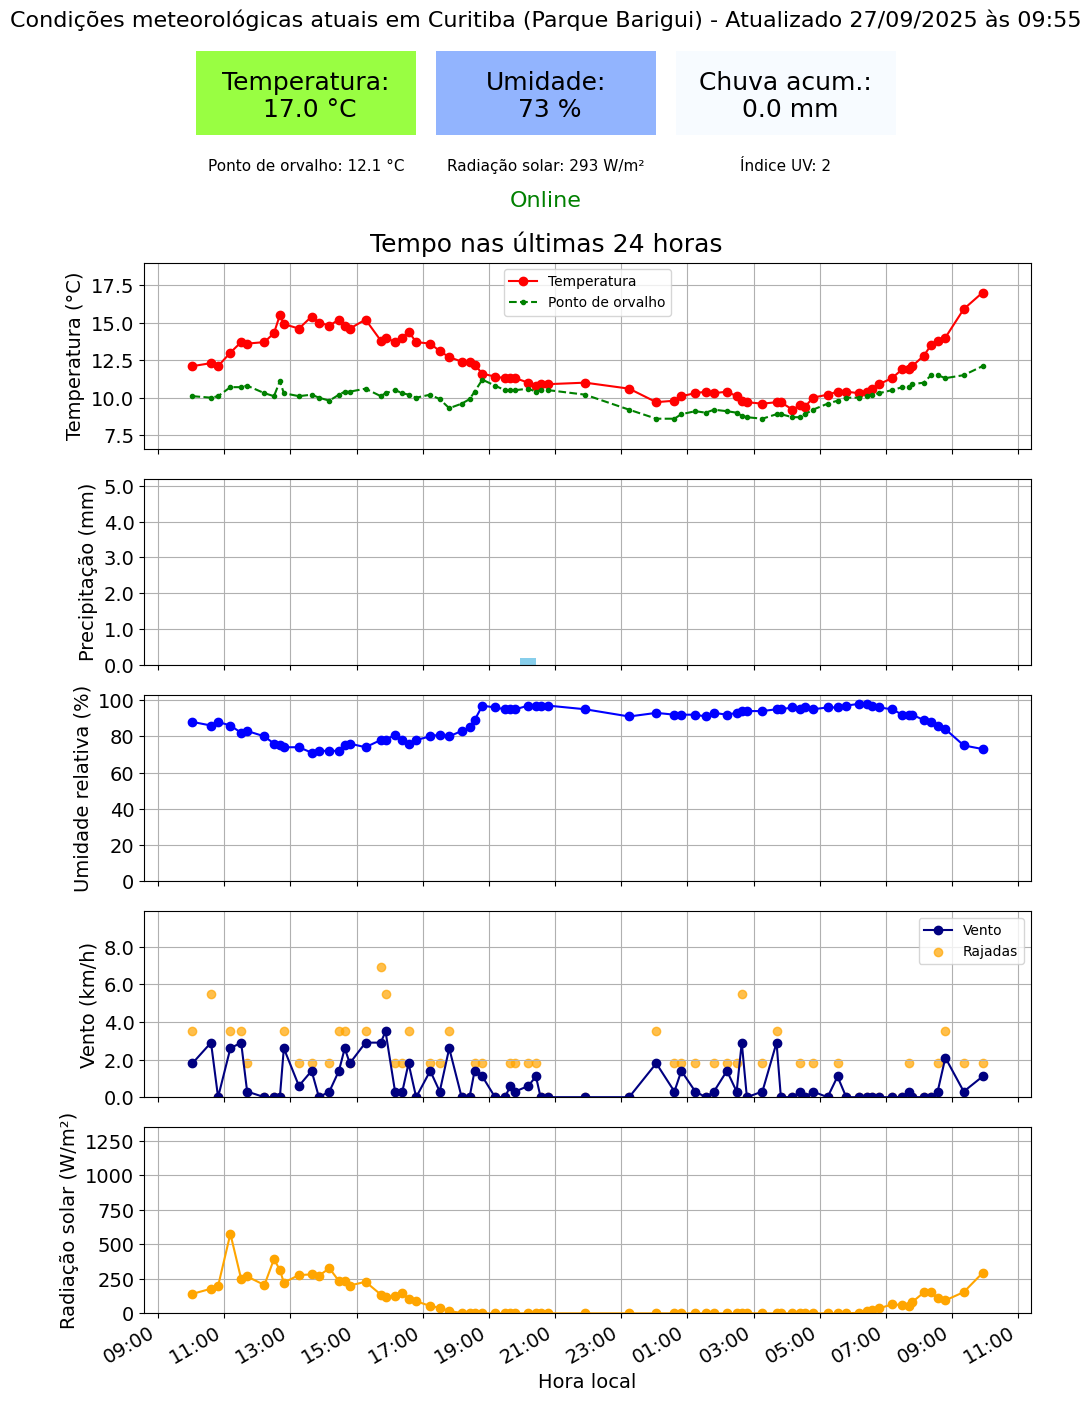 Condições meteorológicas atuais em Curitiba (Parque Barigui) - Atualizado 27/09/2025 às 09:55
Temperatura:
17.0 °C
Umidade:
73 %
Chuva acum.:
0.0 mm
Ponto de orvalho: 12.1 °C
Radiação solar: 293 W/m²
Índice UV: 2
Online
Tempo nas últimas 24 horas
Temperatura (°C)
17.5
15.0
12.5
10.0
7.5
Temperatura
Ponto de orvalho
Precipitação (mm)
5.0
4.0
3.0
2.0
1.0
0.0
Umidade relativa (%)
100
80
60
40
20
0
Vento (km/h)
8.0
6.0
4.0
2.0
0.0
Vento
Rajadas
Radiação solar (W/m²)
1250
1000
750
500
250
0
09:00
11:00
13:00
15:00
17:00
19:00
21:00
23:00
01:00
03:00
05:00
07:00
09:00
11:00
Hora local